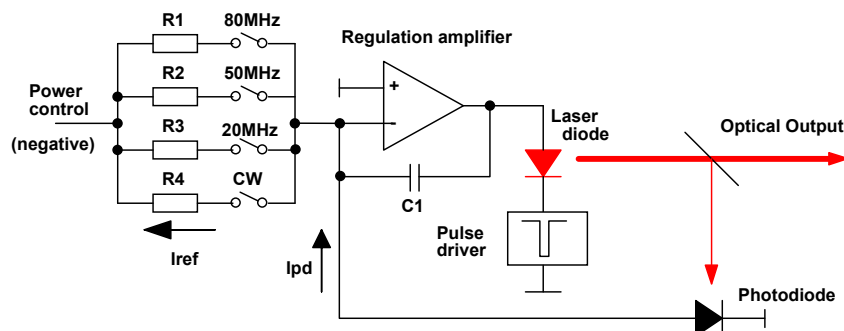 R1
80MHz
R2
50MHz
R3
20MHz
R4
CW
Power
control
(negative)
Iref
Ipd
Regulation amplifier
+
-
C1
Laser
diode
Pulse
driver
Optical Output
Photodiode